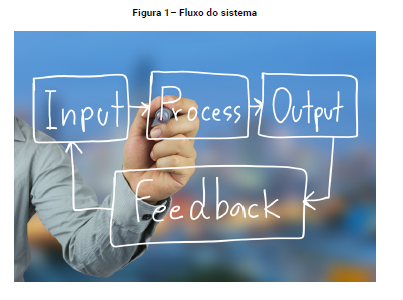 Figura 1 – Fluxo do sistema
Input Process Output
Feedback